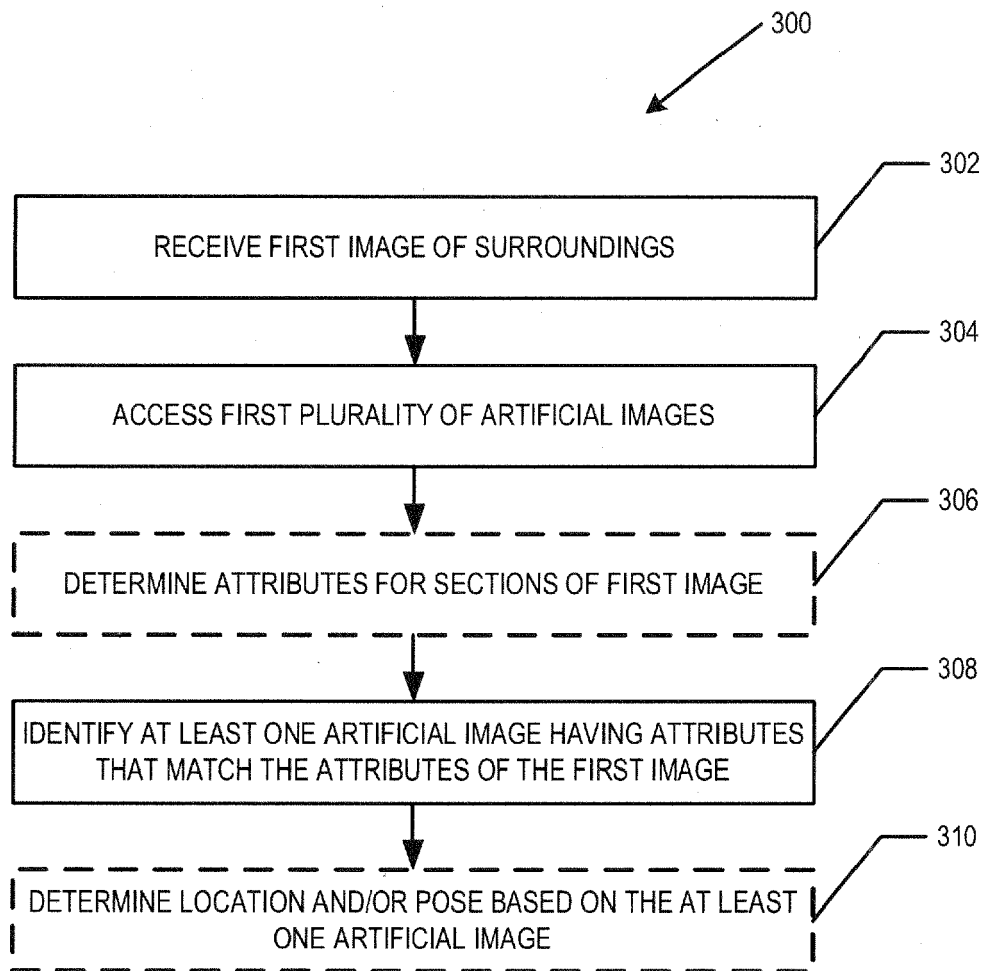 300
302
RECEIVE FIRST IMAGE OF SURROUNDINGS
304
ACCESS FIRST PLURALITY OF ARTIFICIAL IMAGES
306
DETERMINE ATTRIBUTES FOR SECTIONS OF FIRST IMAGE
308
IDENTIFY AT LEAST ONE ARTIFICIAL IMAGE HAVING ATTRIBUTES
THAT MATCH THE ATTRIBUTES OF THE FIRST IMAGE
310
DETERMINE LOCATION AND/OR POSE BASED ON THE AT LEAST
ONE ARTIFICIAL IMAGE